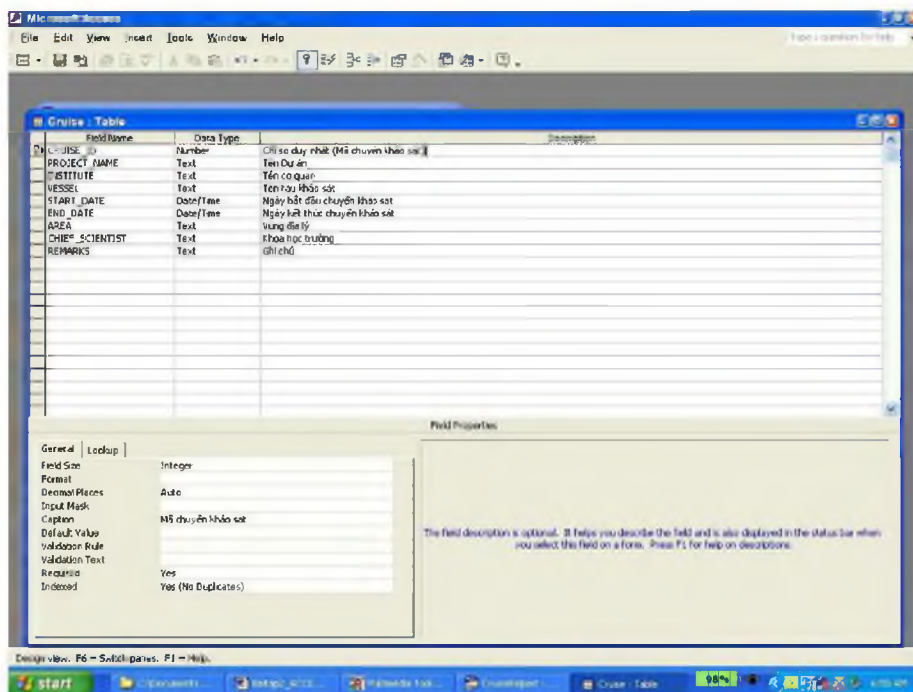 Microsoft Access
File Edit View Insert Tools Window Help
Type a question for help
Cruise : Table
Field Name Data Type Description
CRUISE_ID Number Chỉ số duy nhất (Mã chuyến khảo sát)
PROJECT_NAME Text Tên Dự án
INSTITUTE Text Tên cơ quan
VESSEL Text Tên tàu khảo sát
START_DATE Date/Time Ngày bắt đầu chuyến khảo sát
END_DATE Date/Time Ngày kết thúc chuyến khảo sát
AREA Text Vùng địa lý
CHIEF_SCIENTIST Text Khoa học trưởng
REMARKS Text Ghi chú
Field Properties
General Lookup
Field Size Integer
Format
Decimal Places Auto
Input Mask
Caption Mã chuyến khảo sát
Default Value
Validation Rule
Validation Text
Required Yes
Indexed Yes (No Duplicates)
The field description is optional. It helps you describe the field and is also displayed in the status bar when
you select this field on a form. Press F1 for help on descriptions.
Design view. F6 = Switch panes. F1 = Help.
start Cruise : Table 98%